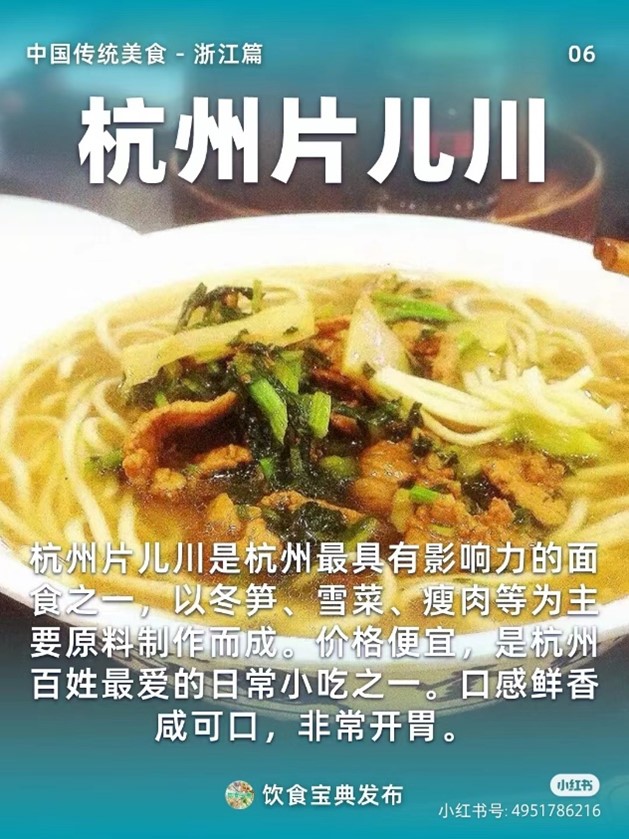 中国传统美食 - 浙江篇
06
杭州片儿川
杭州片儿川是杭州最具有影响力的面
食之一，以冬笋、雪菜、瘦肉等为主
要原料制作而成。价格便宜，是杭州
百姓最爱的日常小吃之一。口感鲜香
咸可口，非常开胃。
饮食宝典发布
小红书
小红书号: 4951786216